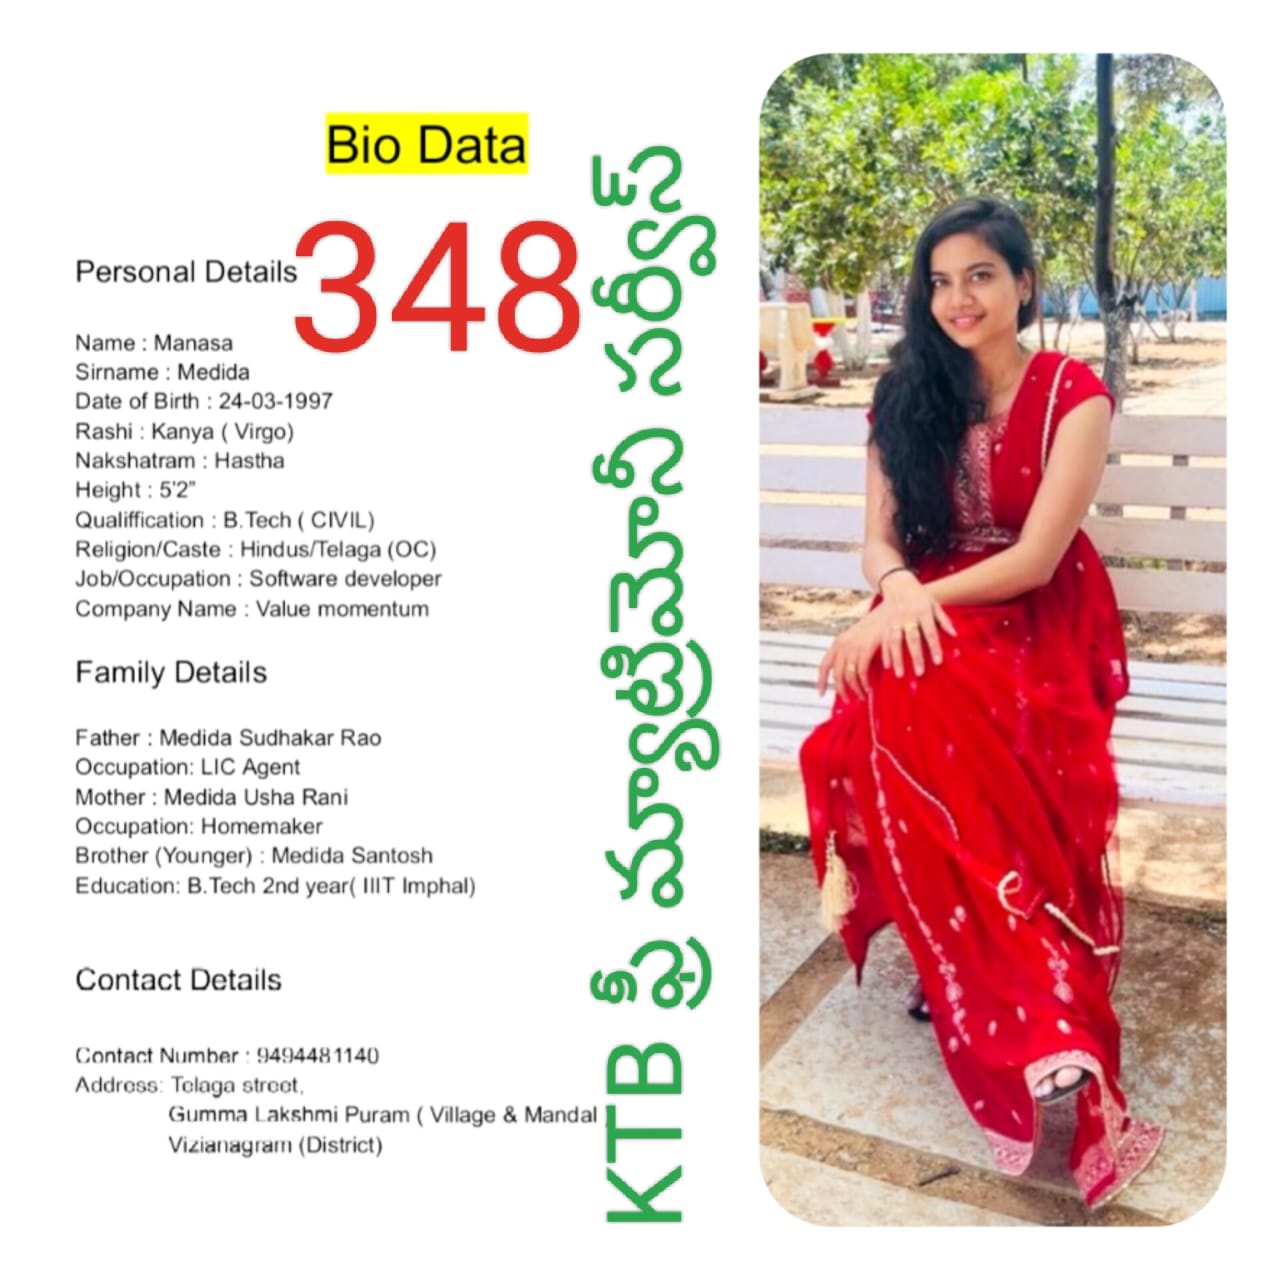 Bio Data
348
Personal Details
Name : Manasa
Sirname : Medida
Date of Birth : 24-03-1997
Rashi : Kanya ( Virgo)
Nakshatram : Hastha
Height : 5'2"
Qualiffication : B.Tech ( CIVIL)
Religion/Caste : Hindus/Telaga (OC)
Job/Occupation : Software developer
Company Name : Value momentum
Family Details
Father : Medida Sudhakar Rao
Occupation: LIC Agent
Mother : Medida Usha Rani
Occupation: Homemaker
Brother (Younger) : Medida Santosh
Education: B.Tech 2nd year( IIIT Imphal)
Contact Details
Contact Number : 9494481140
Address: Telaga street,
Gumma Lakshmi Puram ( Village & Mandal )
Vizianagram (District)
KTB ఫ్రీ మ్యాట్రిమోనీ సర్వీస్